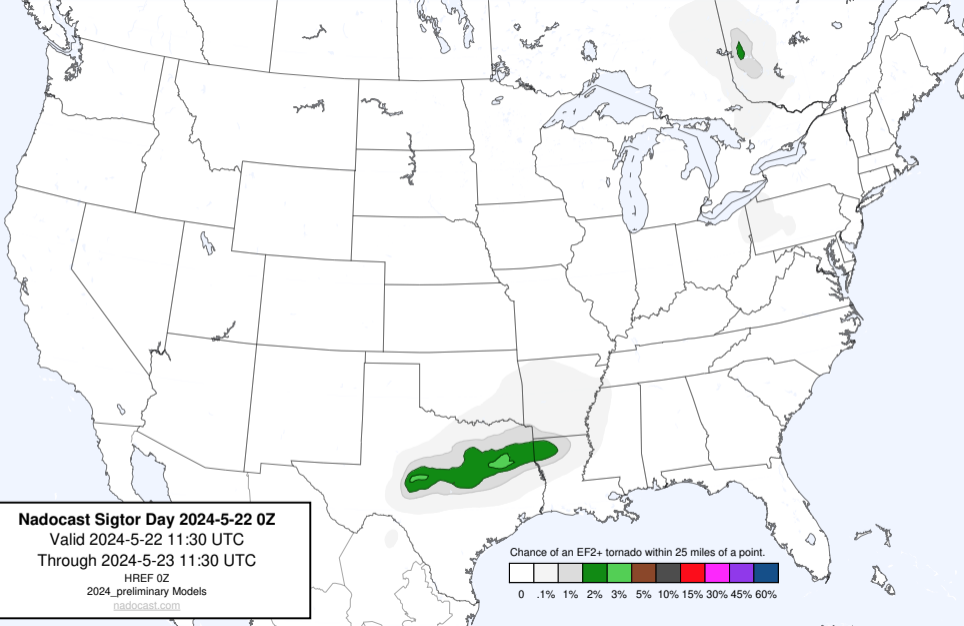 Nadocast Sigtor Day 2024-5-22 0Z
Valid 2024-5-22 11:30 UTC
Through 2024-5-23 11:30 UTC
HREF 0Z
2024_preliminary Models
nadocast.com
Chance of an EF2+ tornado within 25 miles of a point.
0 .1% 1% 2% 3% 5% 10% 15% 30% 45% 60%